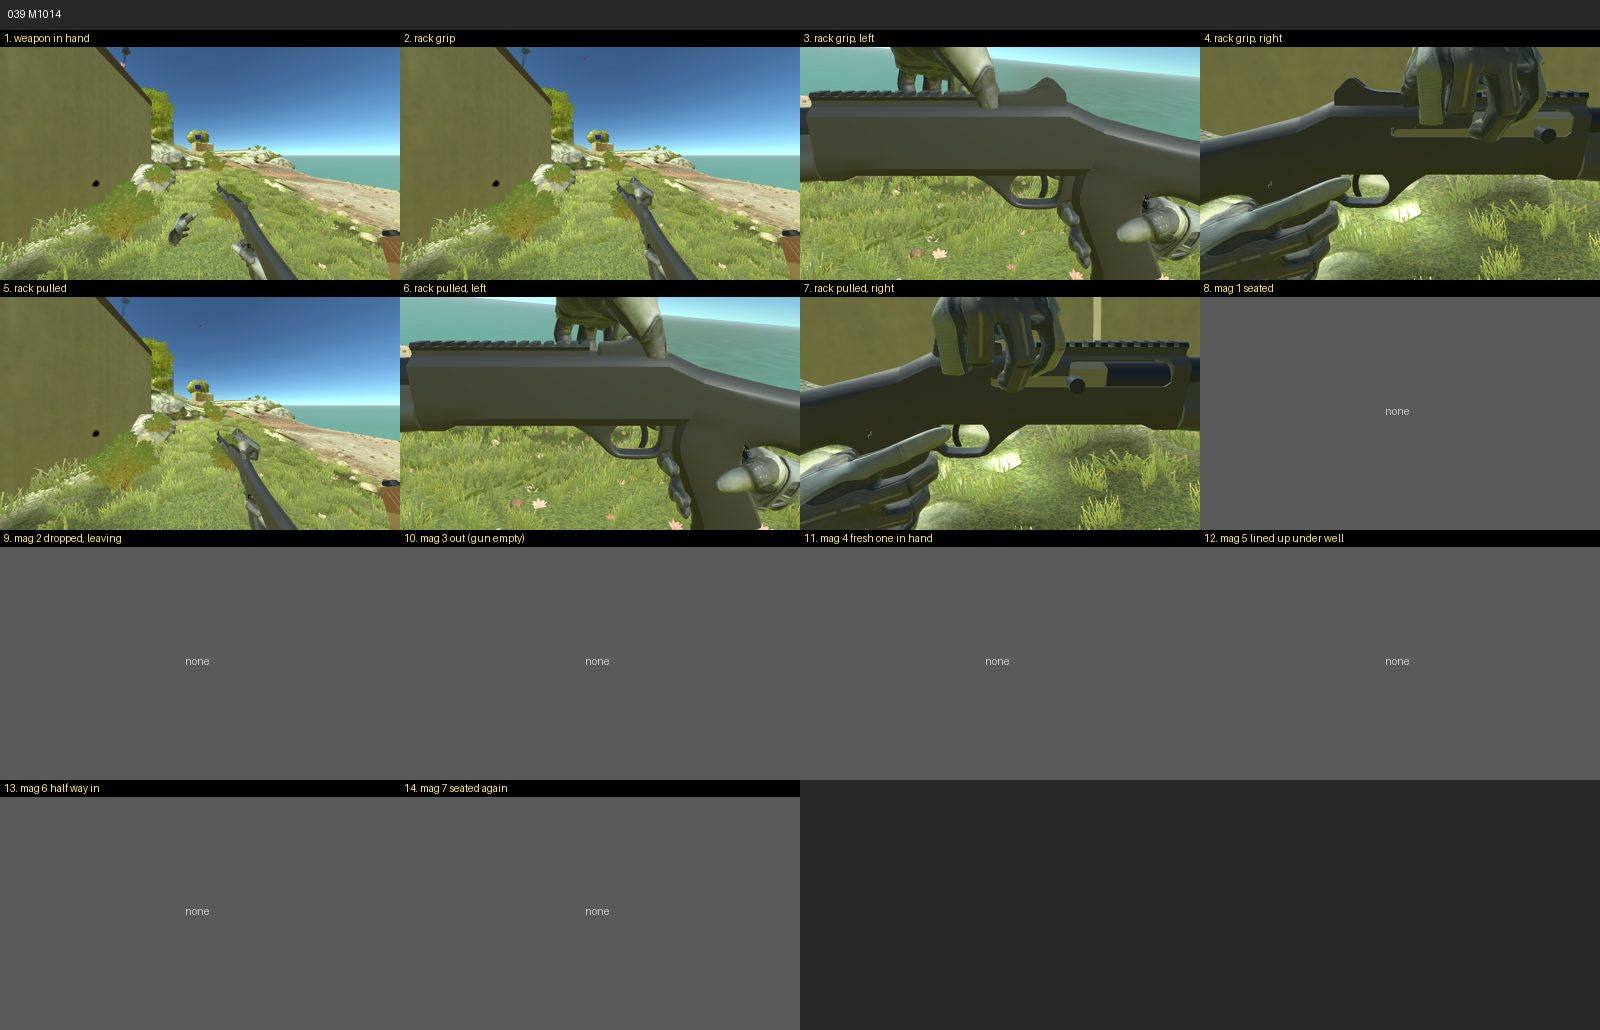 039 M1014
1. weapon in hand
2. rack grip
3. rack grip, left
4. rack grip, right
5. rack pulled
6. rack pulled, left
7. rack pulled, right
8. mag 1 seated
none
9. mag 2 dropped, leaving
10. mag 3 out (gun empty)
11. mag 4 fresh one in hand
12. mag 5 lined up under well
none
none
none
none
13. mag 6 half way in
14. mag 7 seated again
none
none